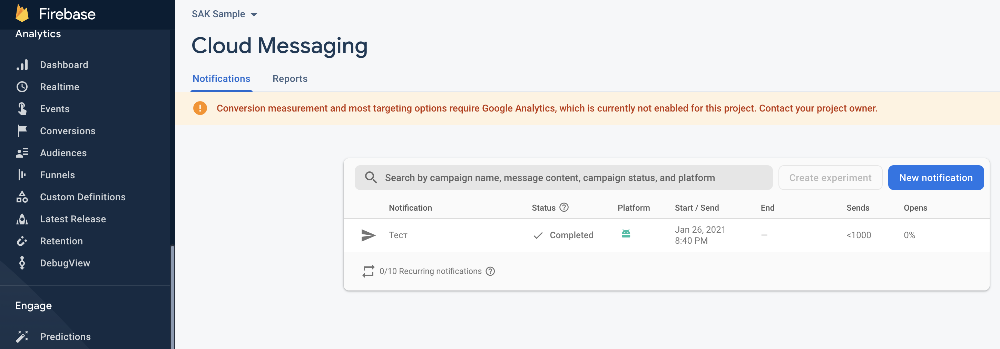 Firebase
Analytics
Dashboard
Realtime
Events
Conversions
Audiences
Funnels
Custom Definitions
Latest Release
Retention
DebugView
Engage
Predictions
SAK Sample
Cloud Messaging
Notifications Reports
! Conversion measurement and most targeting options require Google Analytics, which is currently not enabled for this project. Contact your project owner.
Search by campaign name, message content, campaign status, and platform Create experiment New notification
Notification Status ? Platform Start / Send End Sends Opens
Тест Completed Jan 26, 2021 — <1000 0%
8:40 PM
0/10 Recurring notifications ?